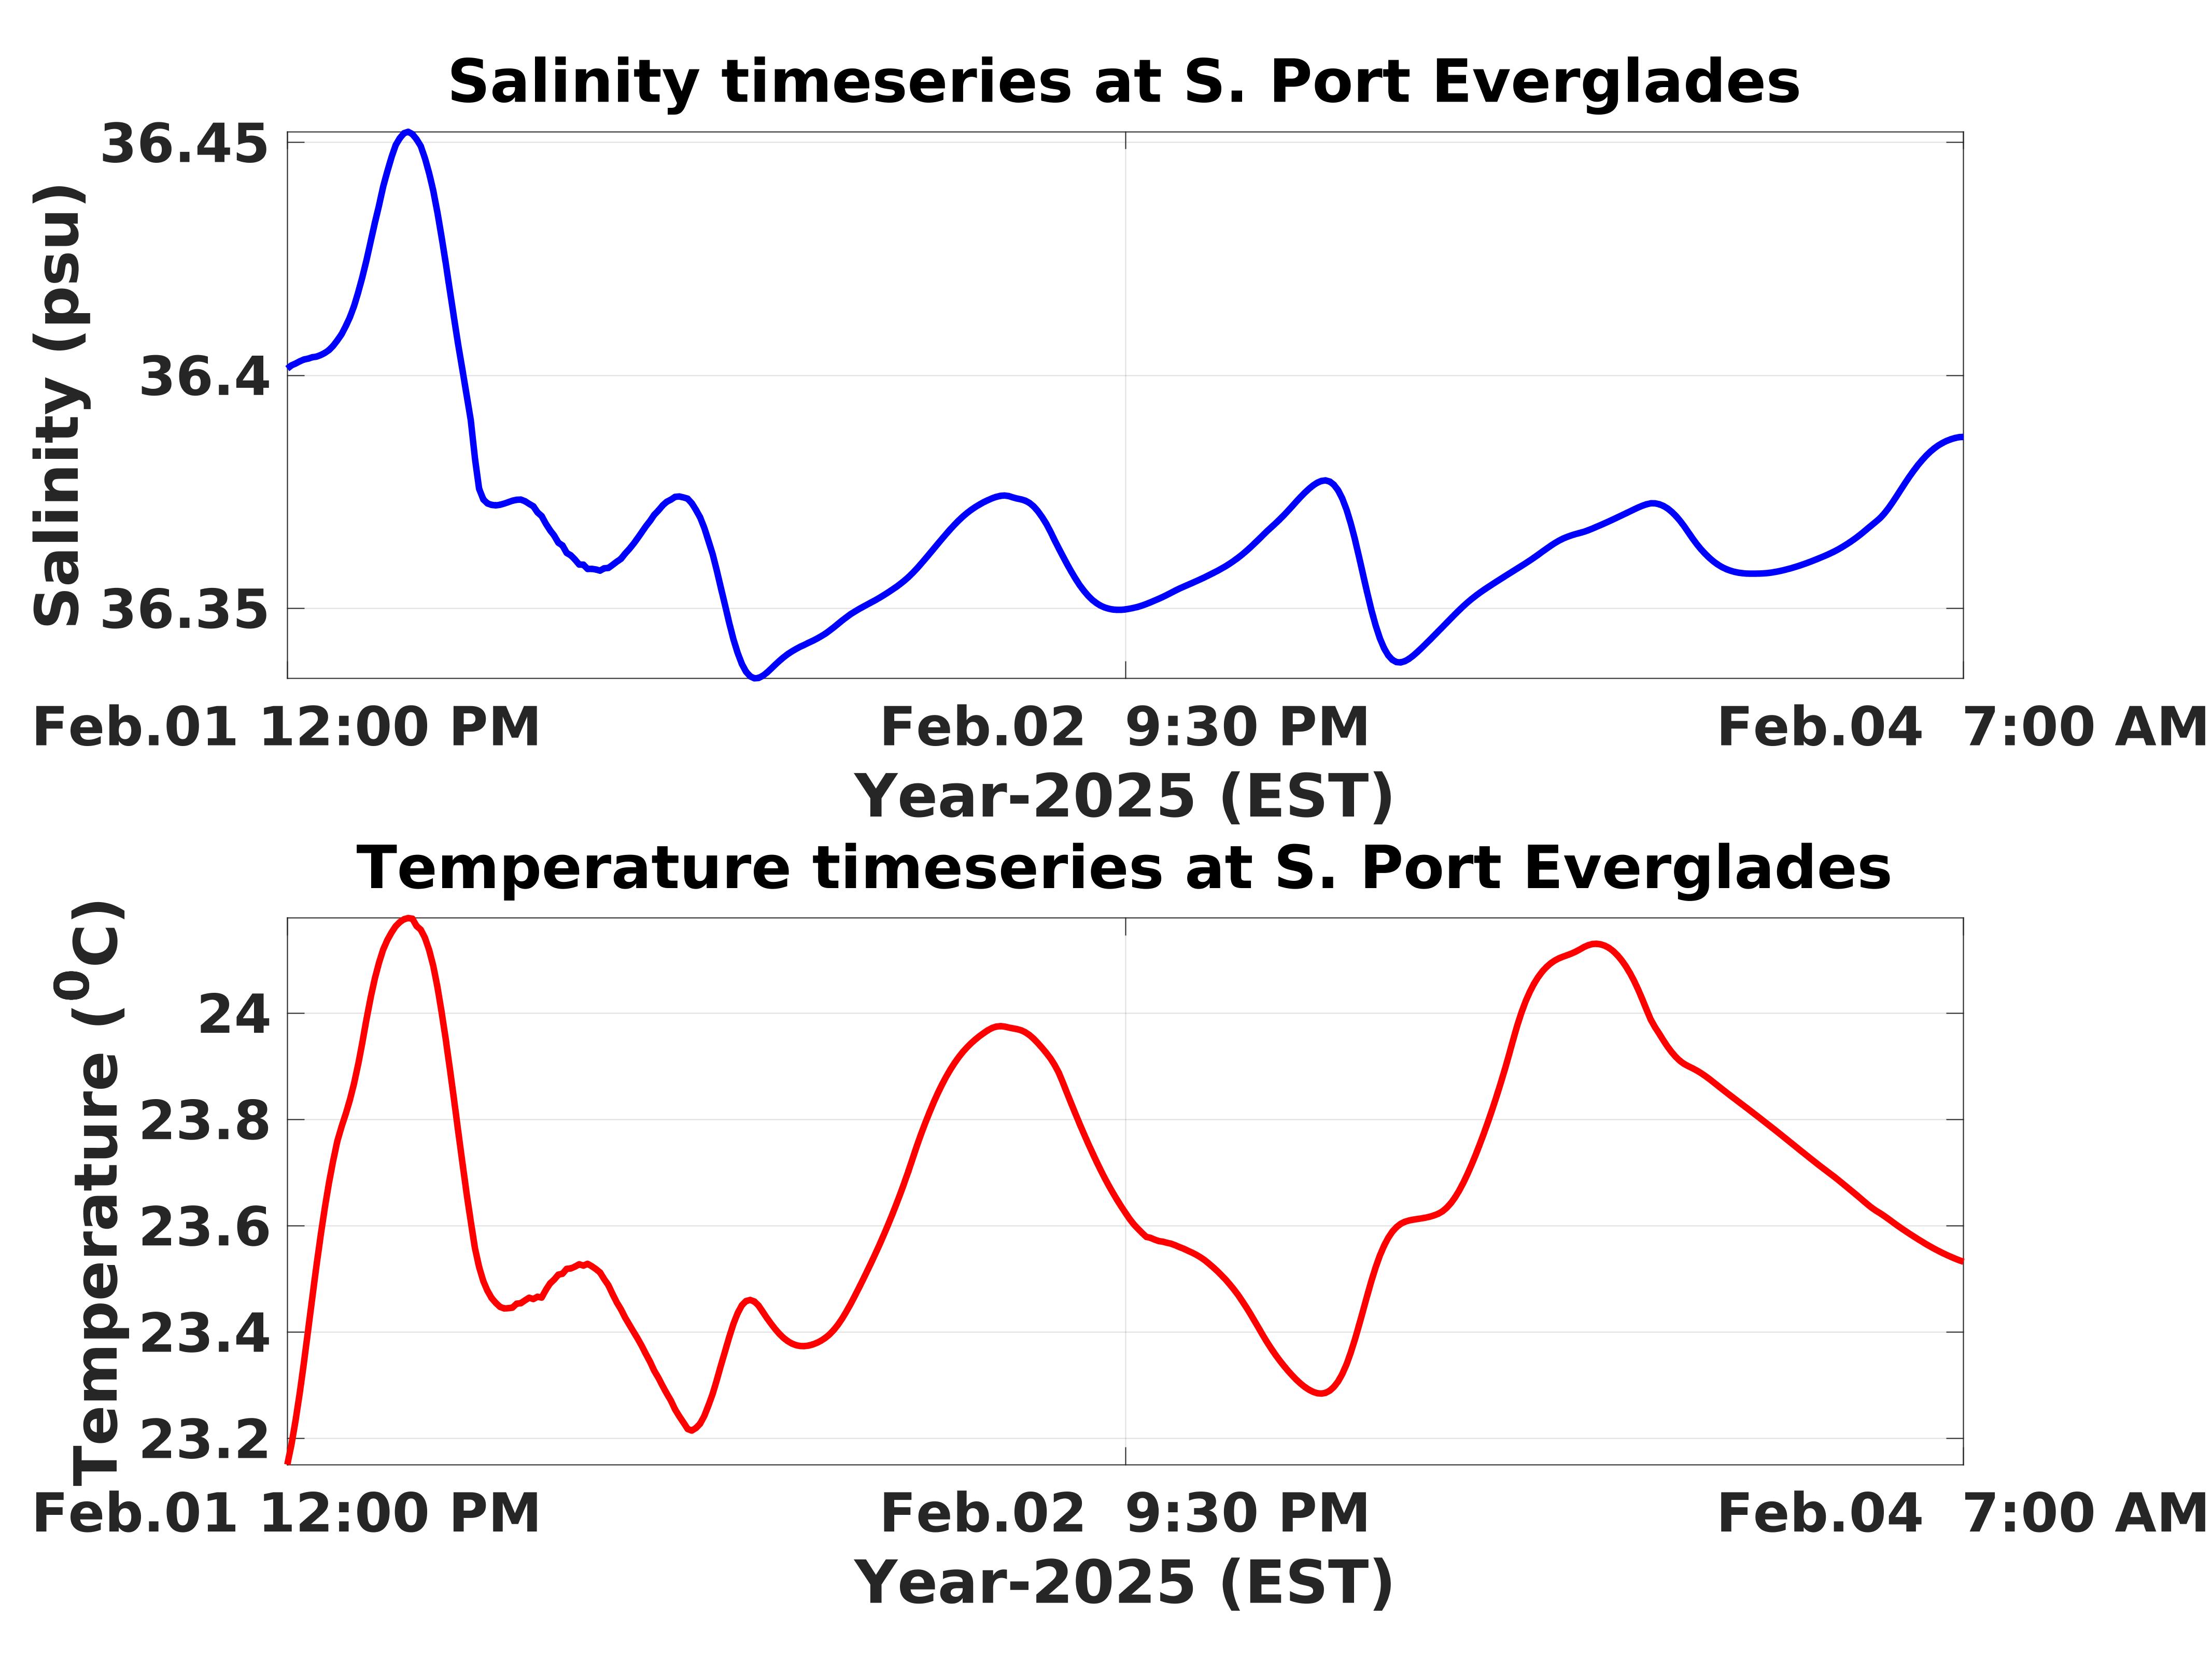 Salinity timeseries at S. Port Everglades
Salinity (psu)
36.45
36.4
36.35
Feb.01 12:00 PM
Feb.02  9:30 PM
Feb.04  7:00 AM
Year-2025 (EST)
Temperature timeseries at S. Port Everglades
Temperature (⁰C)
24
23.8
23.6
23.4
23.2
Feb.01 12:00 PM
Feb.02  9:30 PM
Feb.04  7:00 AM
Year-2025 (EST)